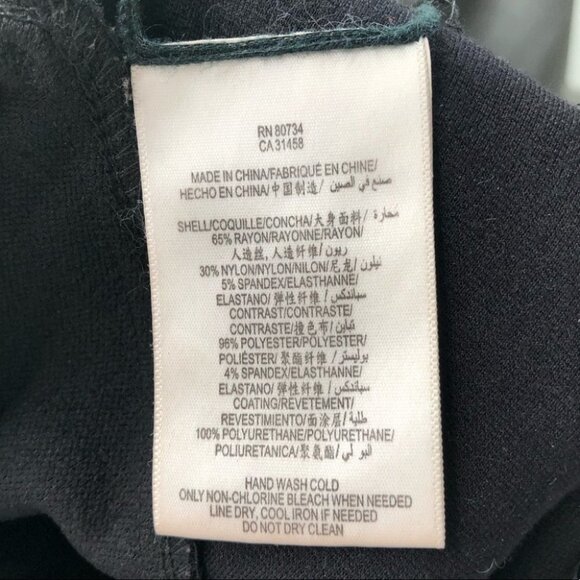 RN 80734
CA 31458
MADE IN CHINA/FABRIQUÉ EN CHINE/
HECHO EN CHINA/中国制造/ صنع في الصين
SHELL/COQUILLE/CONCHA/大身面料/ محارة
65% RAYON/RAYONNE/RAYON/
人造丝, 人造纤维/ ريون
30% NYLON/NYLON/NILON/尼龙/ نيلون
5% SPANDEX/ELASTHANNE/
ELASTANO/弹性纤维/ سباندكس
CONTRAST/CONTRASTE/
CONTRASTE/撞色布/ تباين
96% POLYESTER/POLYESTER/
POLIÉSTER/聚酯纤维/ بوليستر
4% SPANDEX/ELASTHANNE/
ELASTANO/弹性纤维/ سباندكس
COATING/REVETEMENT/
REVESTIMIENTO/面涂层/ طلية
100% POLYURETHANE/POLYURETHANE/
POLIURETANICA/聚氨酯/ البولي
HAND WASH COLD
ONLY NON-CHLORINE BLEACH WHEN NEEDED
LINE DRY, COOL IRON IF NEEDED
DO NOT DRY CLEAN